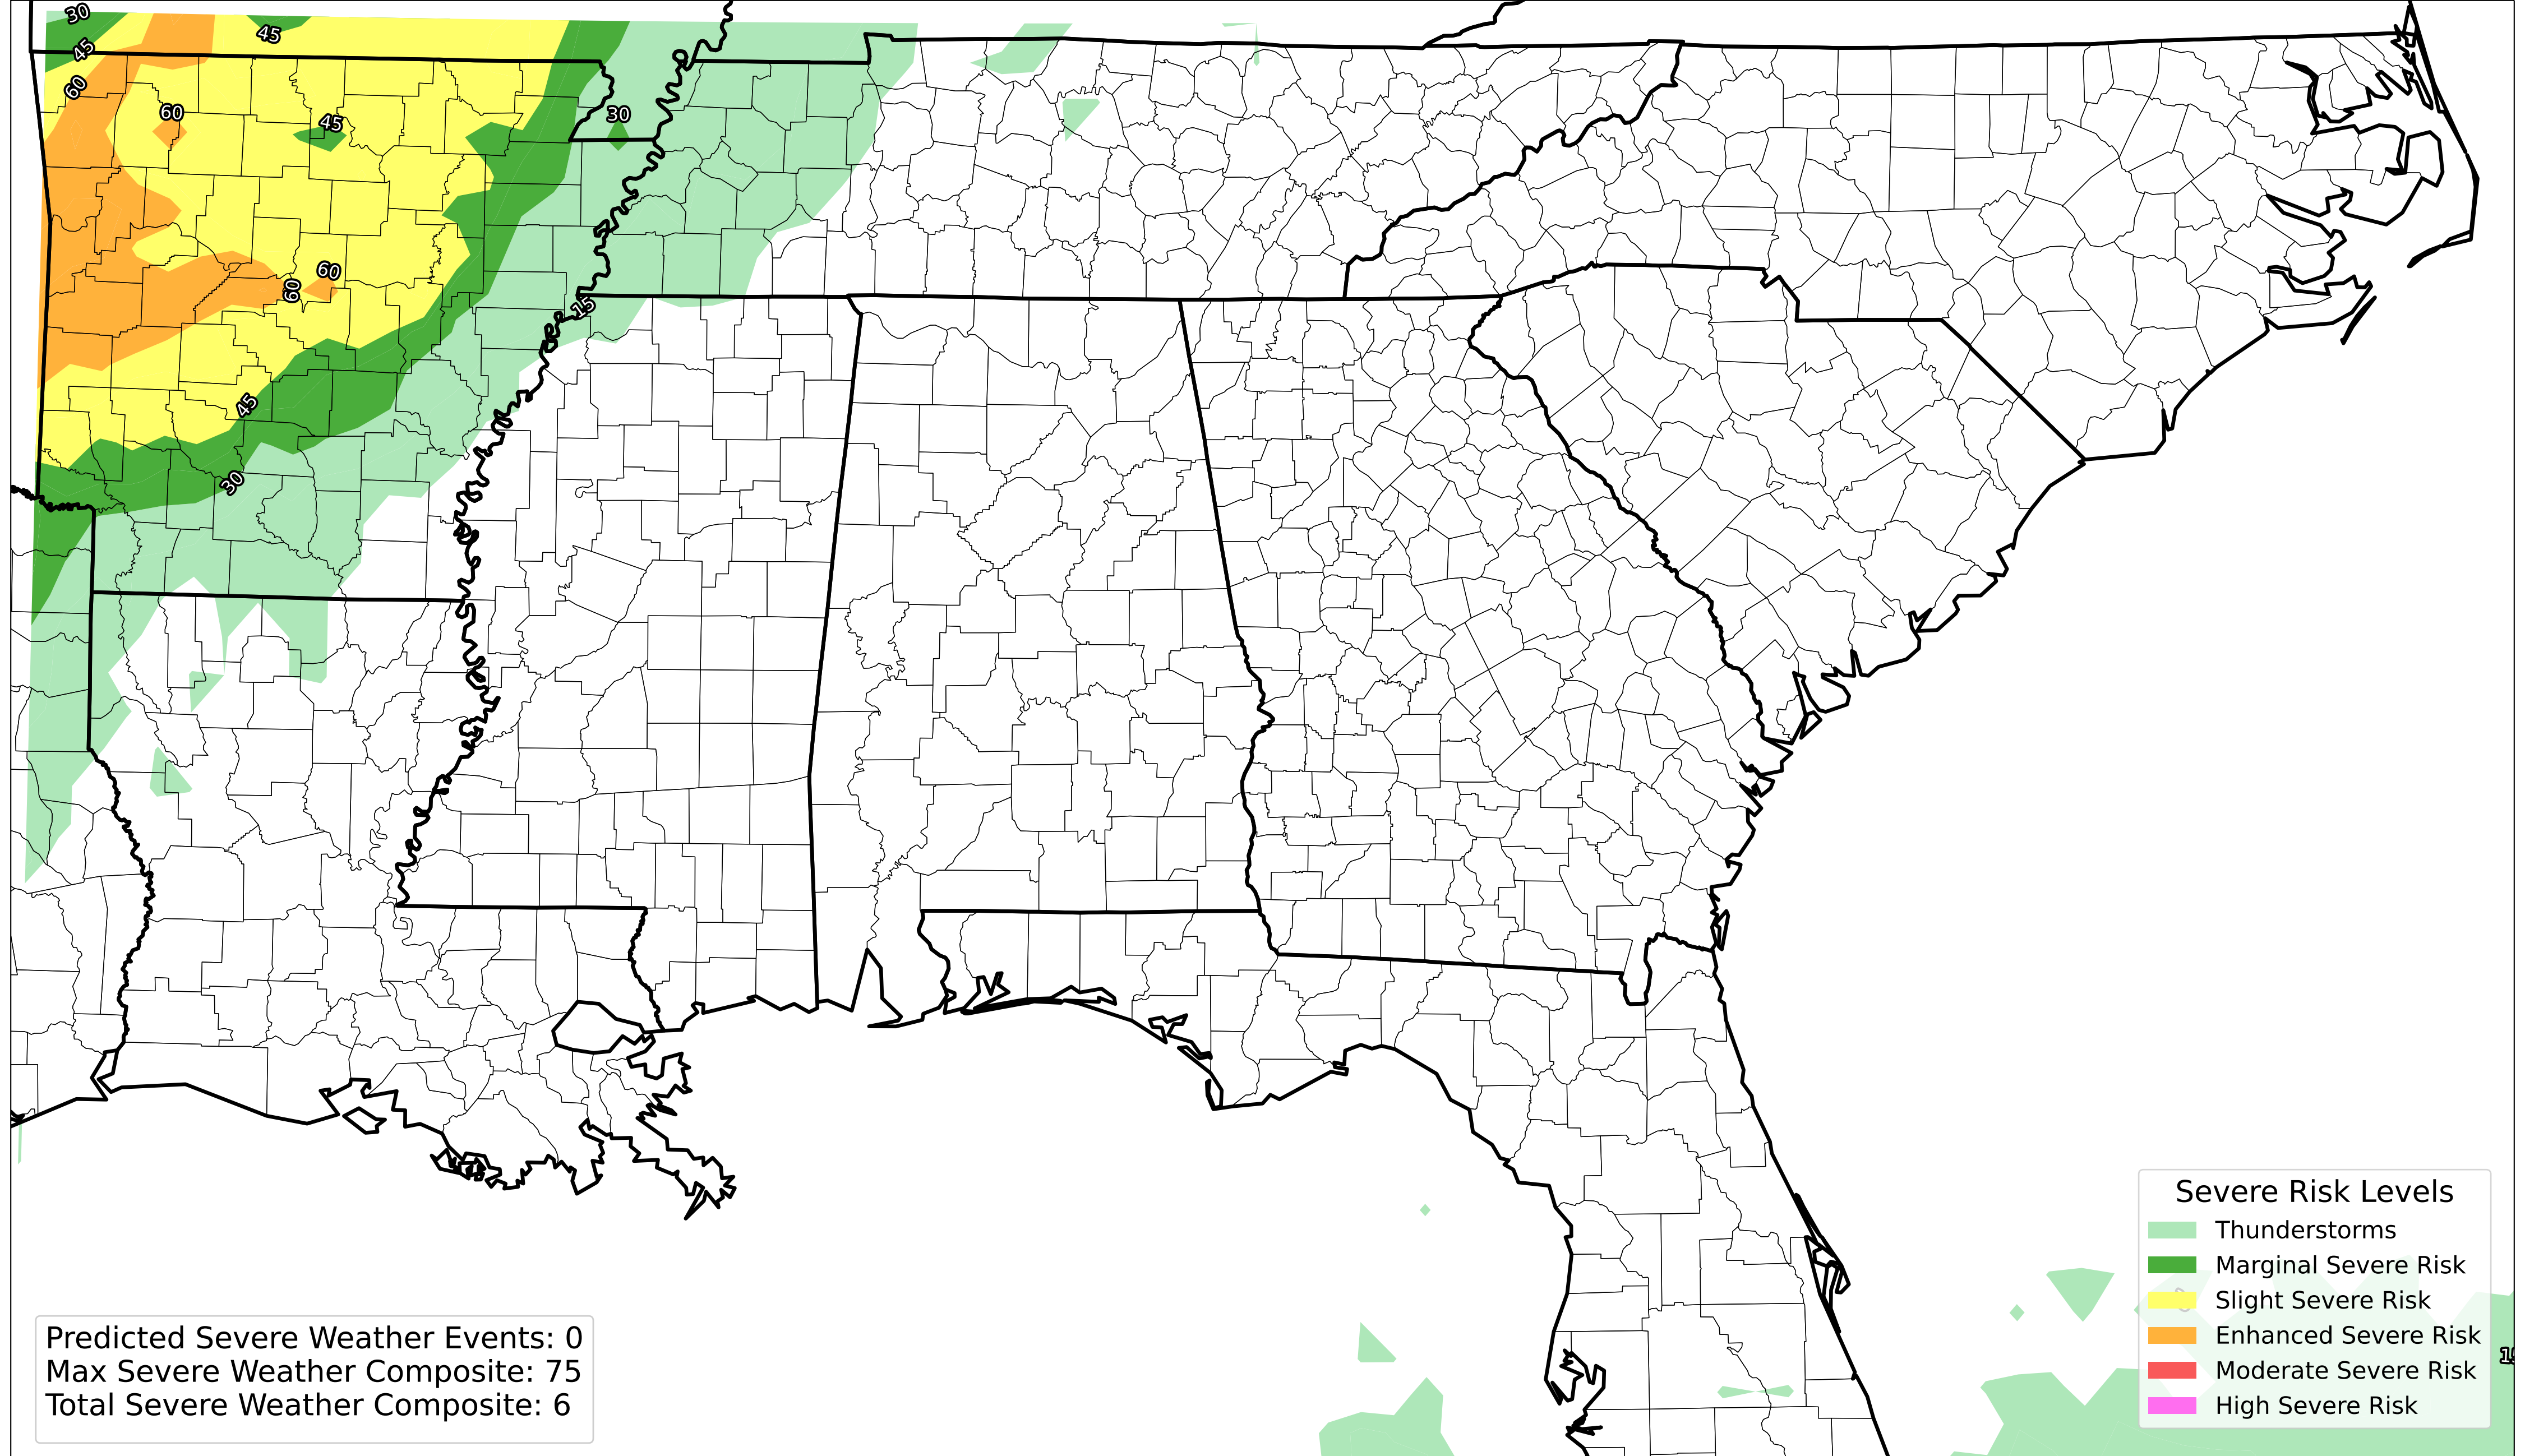 30
45
45
60
60
45
30
60
60
15
45
30
Severe Risk Levels
Thunderstorms
Marginal Severe Risk
Slight Severe Risk
Enhanced Severe Risk
Moderate Severe Risk
High Severe Risk
Predicted Severe Weather Events: 0
Max Severe Weather Composite: 75
Total Severe Weather Composite: 6